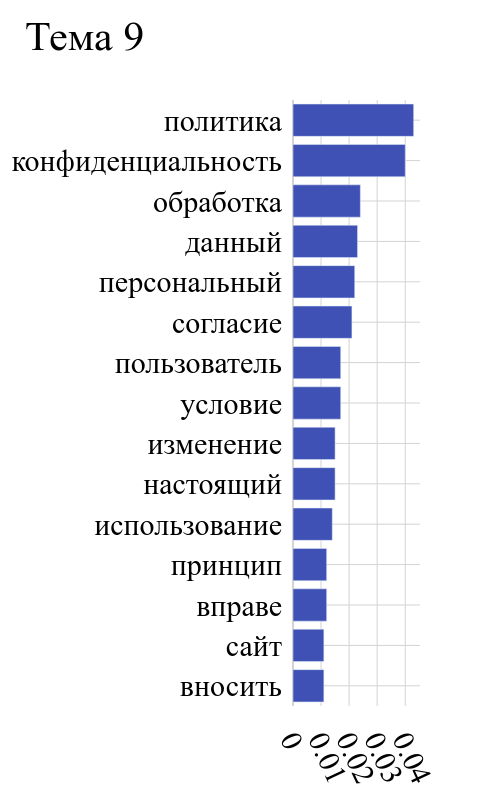 Тема 9
политика
конфиденциальность
обработка
данный
персональный
согласие
пользователь
условие
изменение
настоящий
использование
принцип
вправе
сайт
вносить
0
0.01
0.02
0.03
0.04